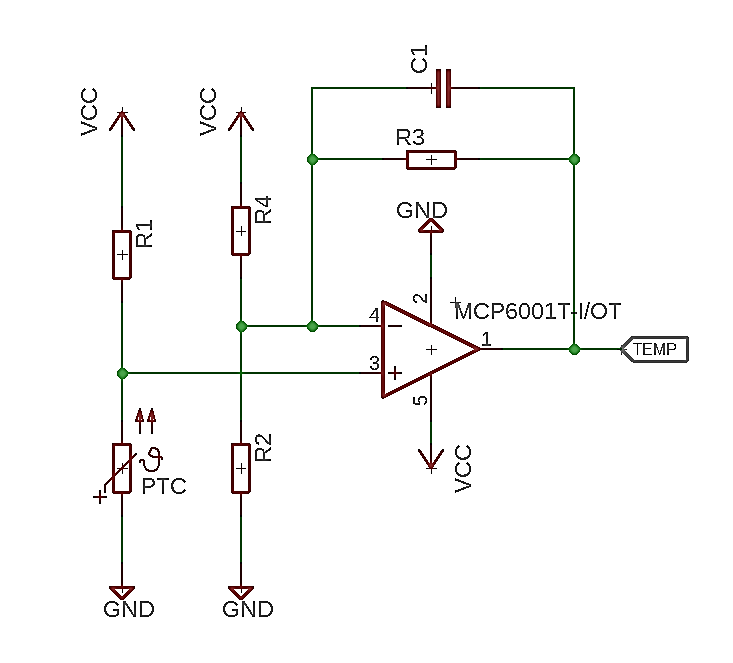 C1
VCC
VCC
R3
R4
R1
GND
2
MCP6001T-I/OT
4
−
1
TEMP
3
+
5
R2
VCC
ϑ
PTC
+
GND
GND